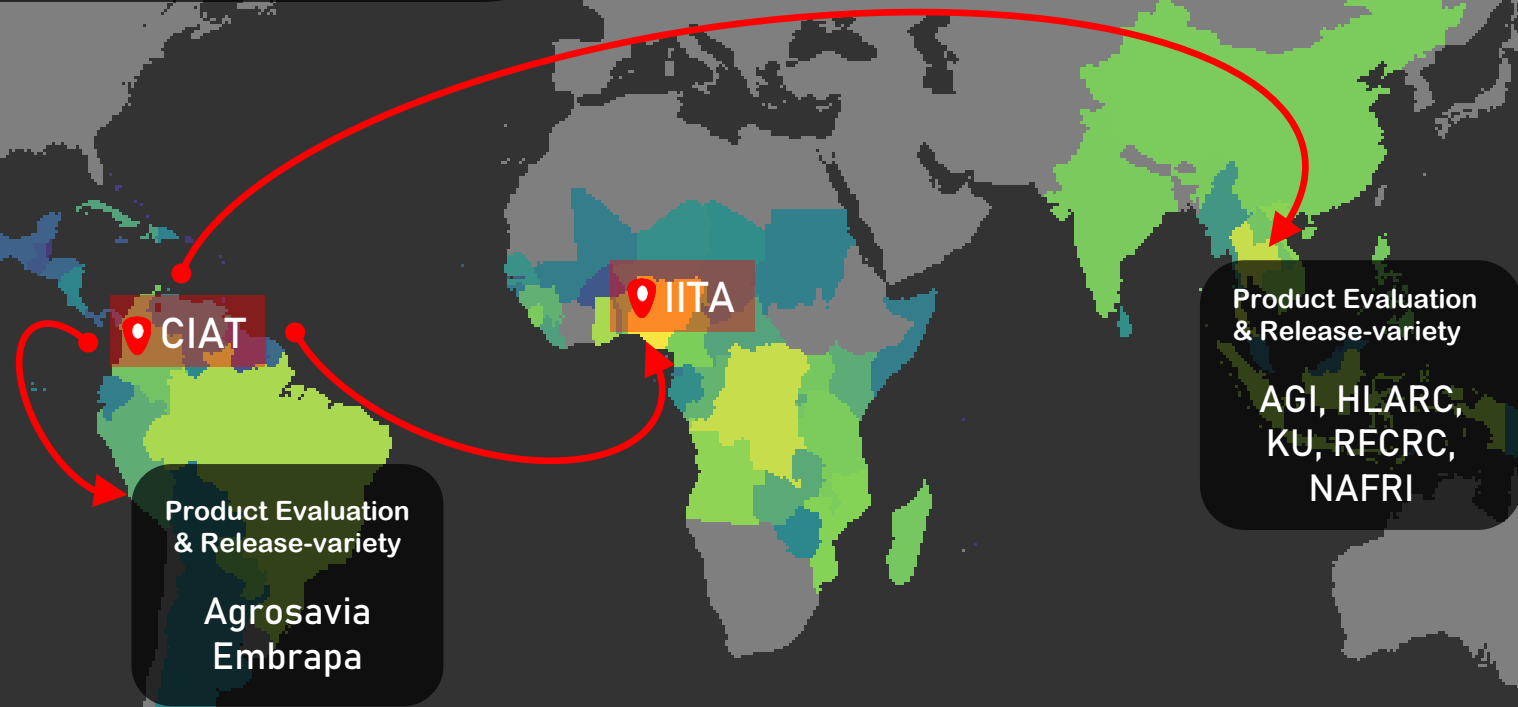 CIAT
IITA
Product Evaluation
& Release-variety
Agrosavia
Embrapa
Product Evaluation
& Release-variety
AGI, HLARC,
KU, RFCRC,
NAFRI